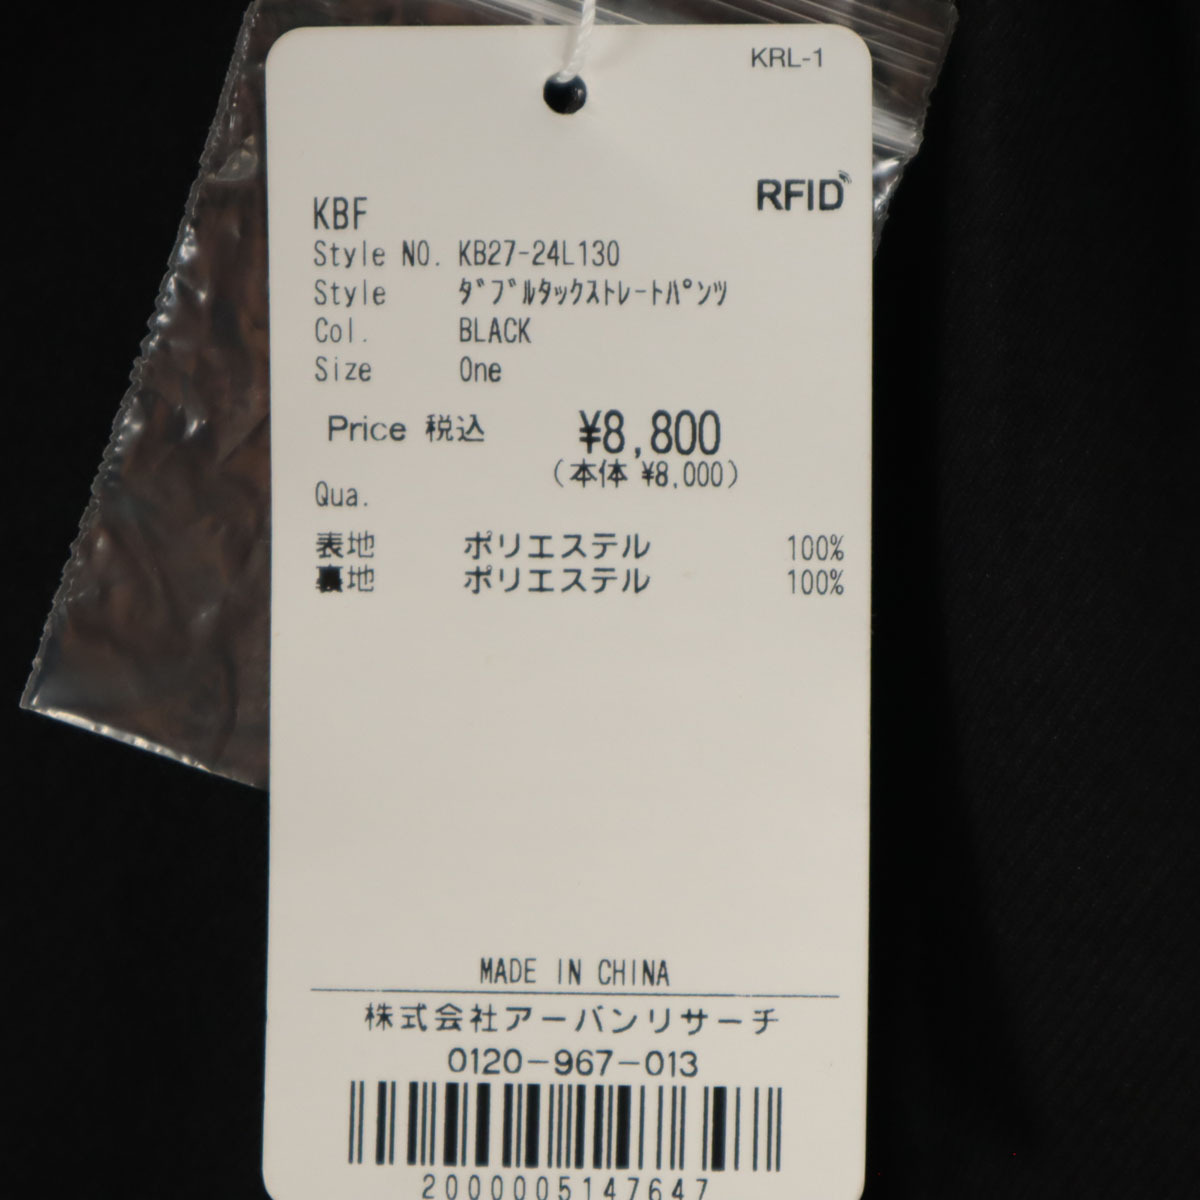 KRL-1
RFID
KBF
Style NO. KB27-24L130
Style ﾀﾞﾌﾞﾙﾀｯｸｽﾄﾚｰﾄﾊﾟﾝﾂ
Col. BLACK
Size One
Price 税込 ¥8,800
(本体 ¥8,000)
Qua.
表地 ポリエステル 100%
裏地 ポリエステル 100%
MADE IN CHINA
株式会社アーバンリサーチ
0120-967-013
2000005147647